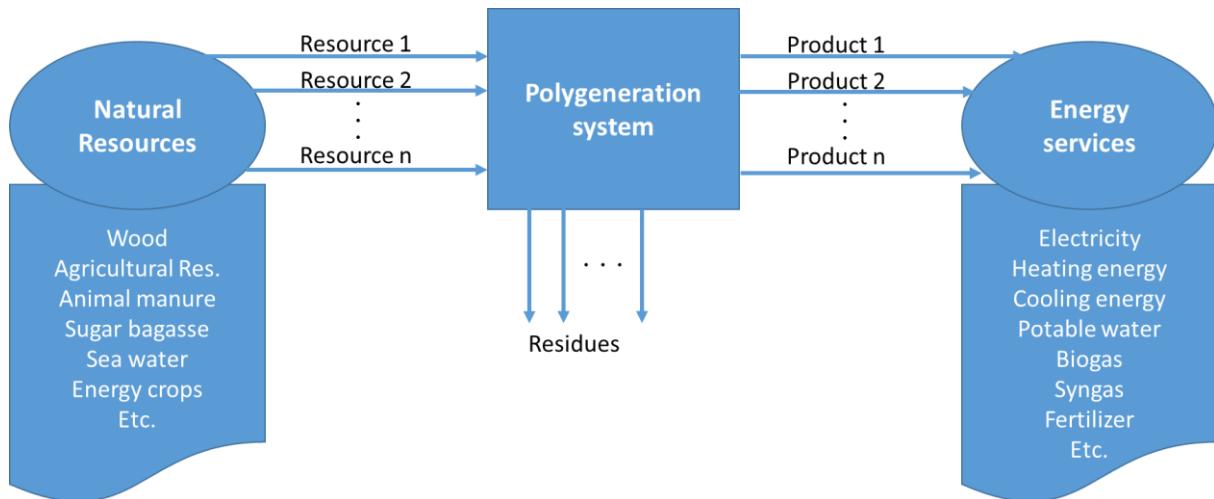 Natural
Resources
Resource 1
Resource 2
.
.
.
Resource n
Polygeneration
system
Product 1
Product 2
.
.
.
Product n
Energy
services
Wood
Agricultural Res.
Animal manure
Sugar bagasse
Sea water
Energy crops
Etc.
. . .
Residues
Electricity
Heating energy
Cooling energy
Potable water
Biogas
Syngas
Fertilizer
Etc.